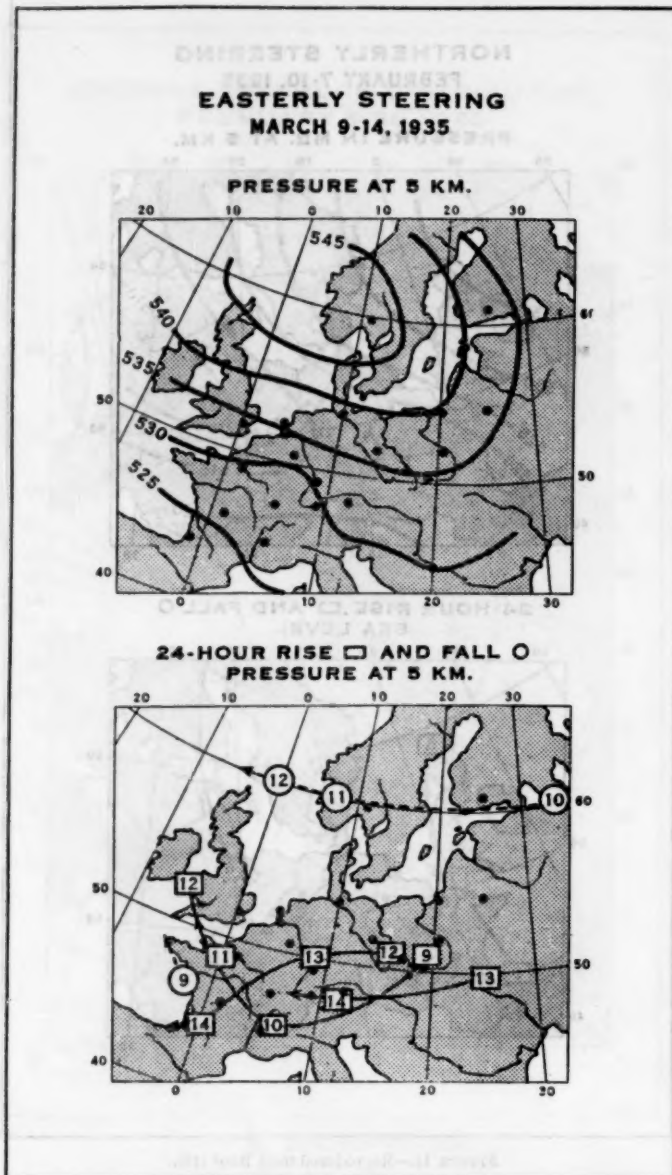 EASTERLY STEERING
MARCH 9-14, 1935
PRESSURE AT 5 KM.
20 10 0 10 20 30
545
540
60
535
50
530
50
525
40
0 10 20 30
24-HOUR RISE □ AND FALL ○
PRESSURE AT 5 KM.
20 10 0 10 20 30
12 11 10
60
12
50
11 13 12 9
9 13
50
14
14 10
40
0 10 20 30